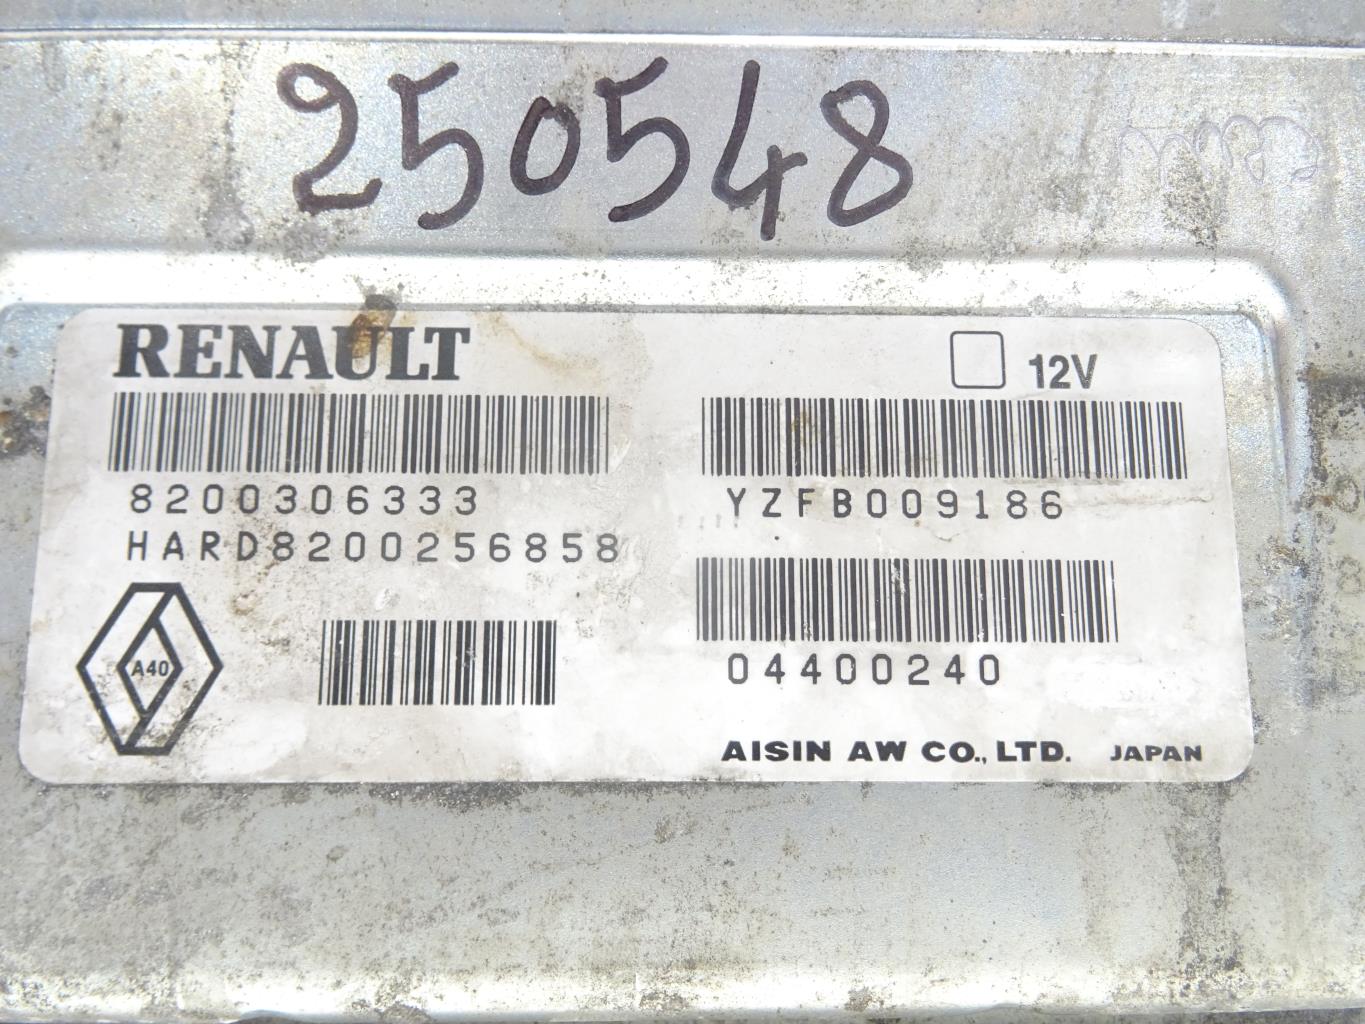 250548
RENAULT
12V
8200306333
YZFB009186
HARD8200256858
A40
04400240
AISIN AW CO., LTD. JAPAN